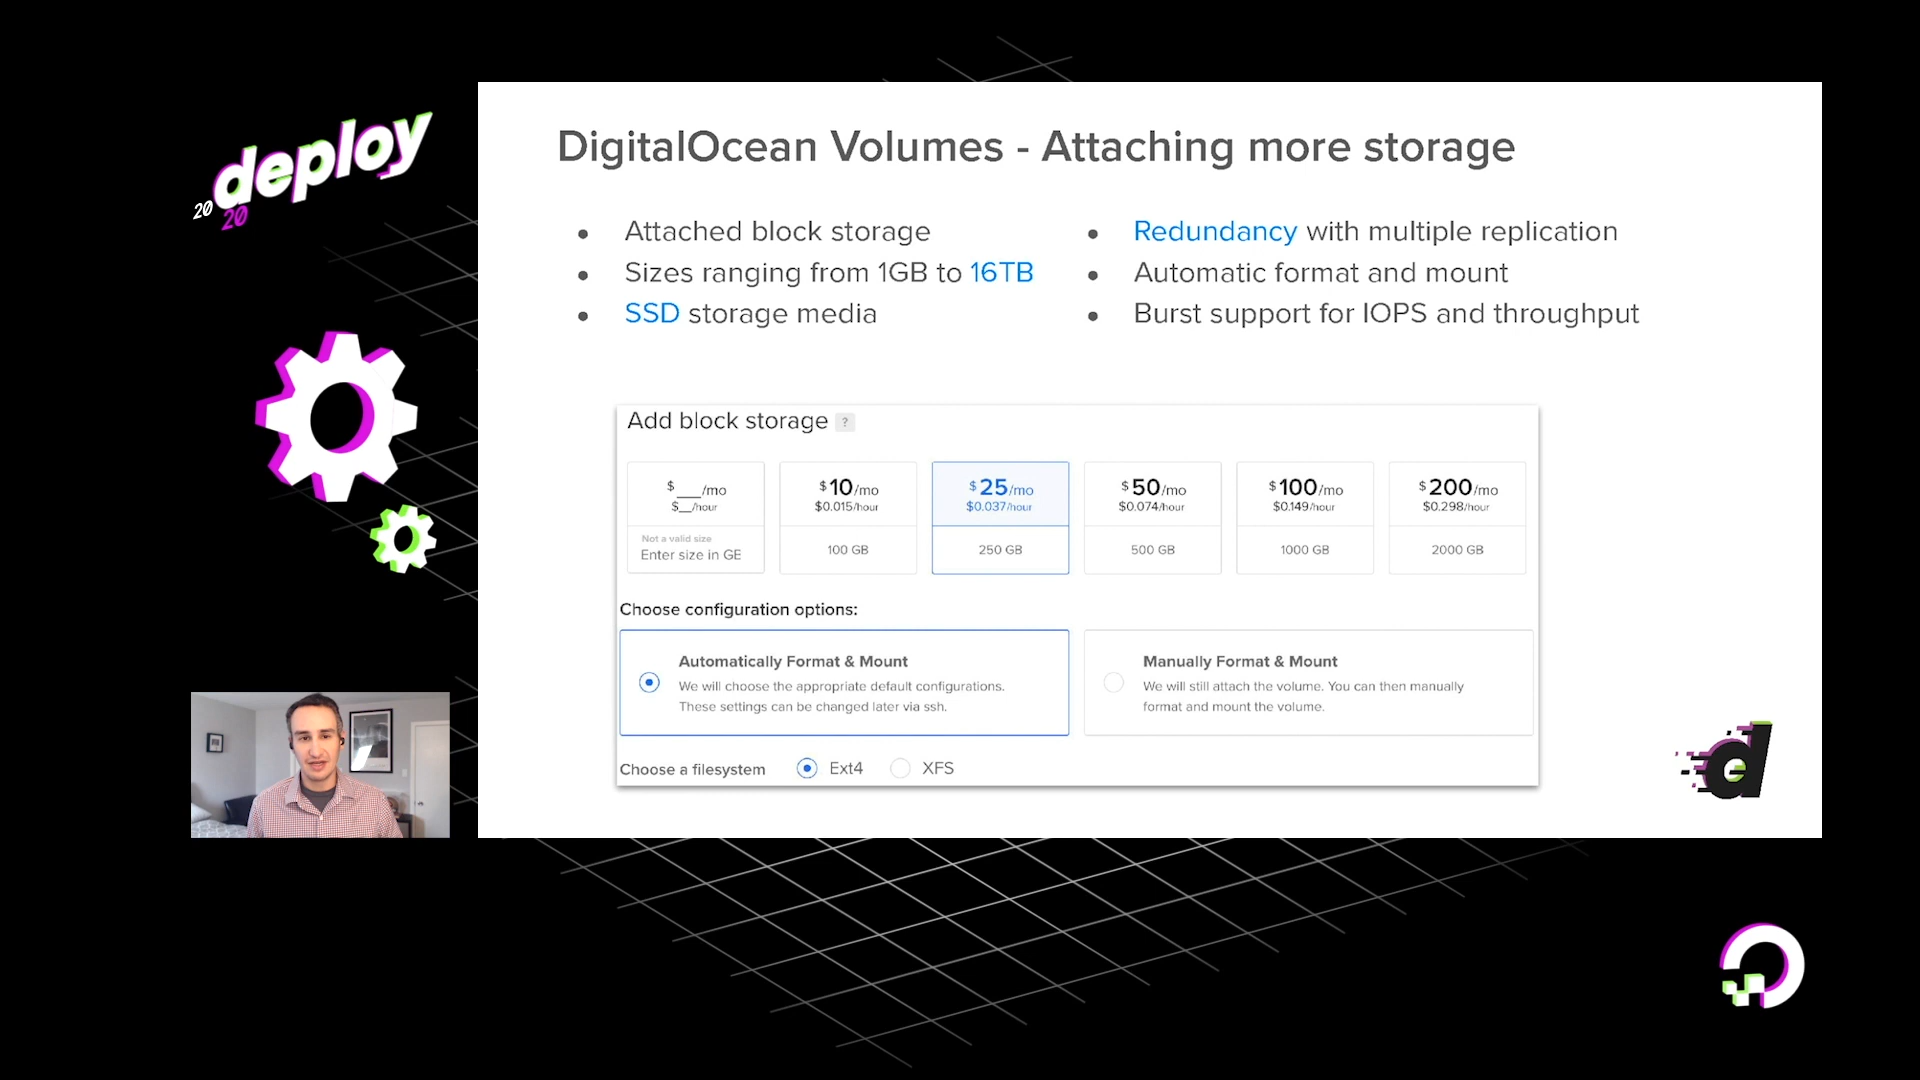 deploy
20
20
DigitalOcean Volumes - Attaching more storage
● Attached block storage
● Sizes ranging from 1GB to 16TB
● SSD storage media
● Redundancy with multiple replication
● Automatic format and mount
● Burst support for IOPS and throughput
Add block storage ?
$ __/mo
$__/hour
Not a valid size
Enter size in GE
$10/mo
$0.015/hour
100 GB
$25/mo
$0.037/hour
250 GB
$50/mo
$0.074/hour
500 GB
$100/mo
$0.149/hour
1000 GB
$200/mo
$0.298/hour
2000 GB
Choose configuration options:
Automatically Format & Mount
We will choose the appropriate default configurations.
These settings can be changed later via ssh.
Manually Format & Mount
We will still attach the volume. You can then manually
format and mount the volume.
Choose a filesystem Ext4 XFS
d